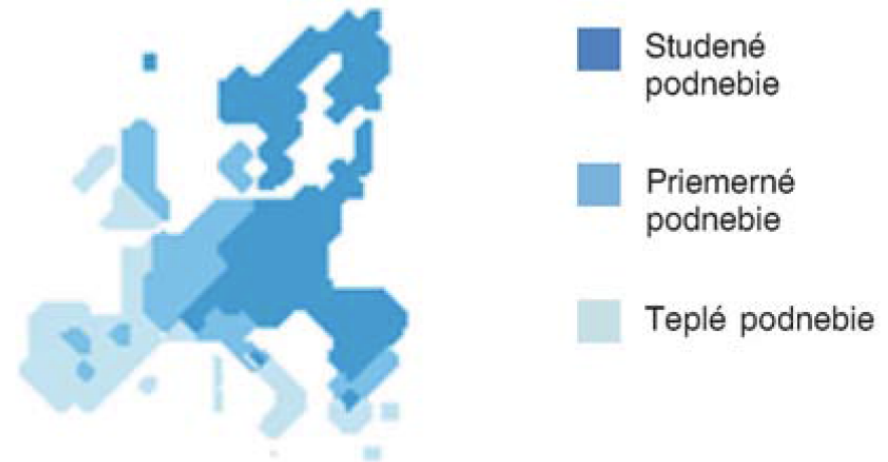 Studené
podnebie
Priemerné
podnebie
Teplé podnebie